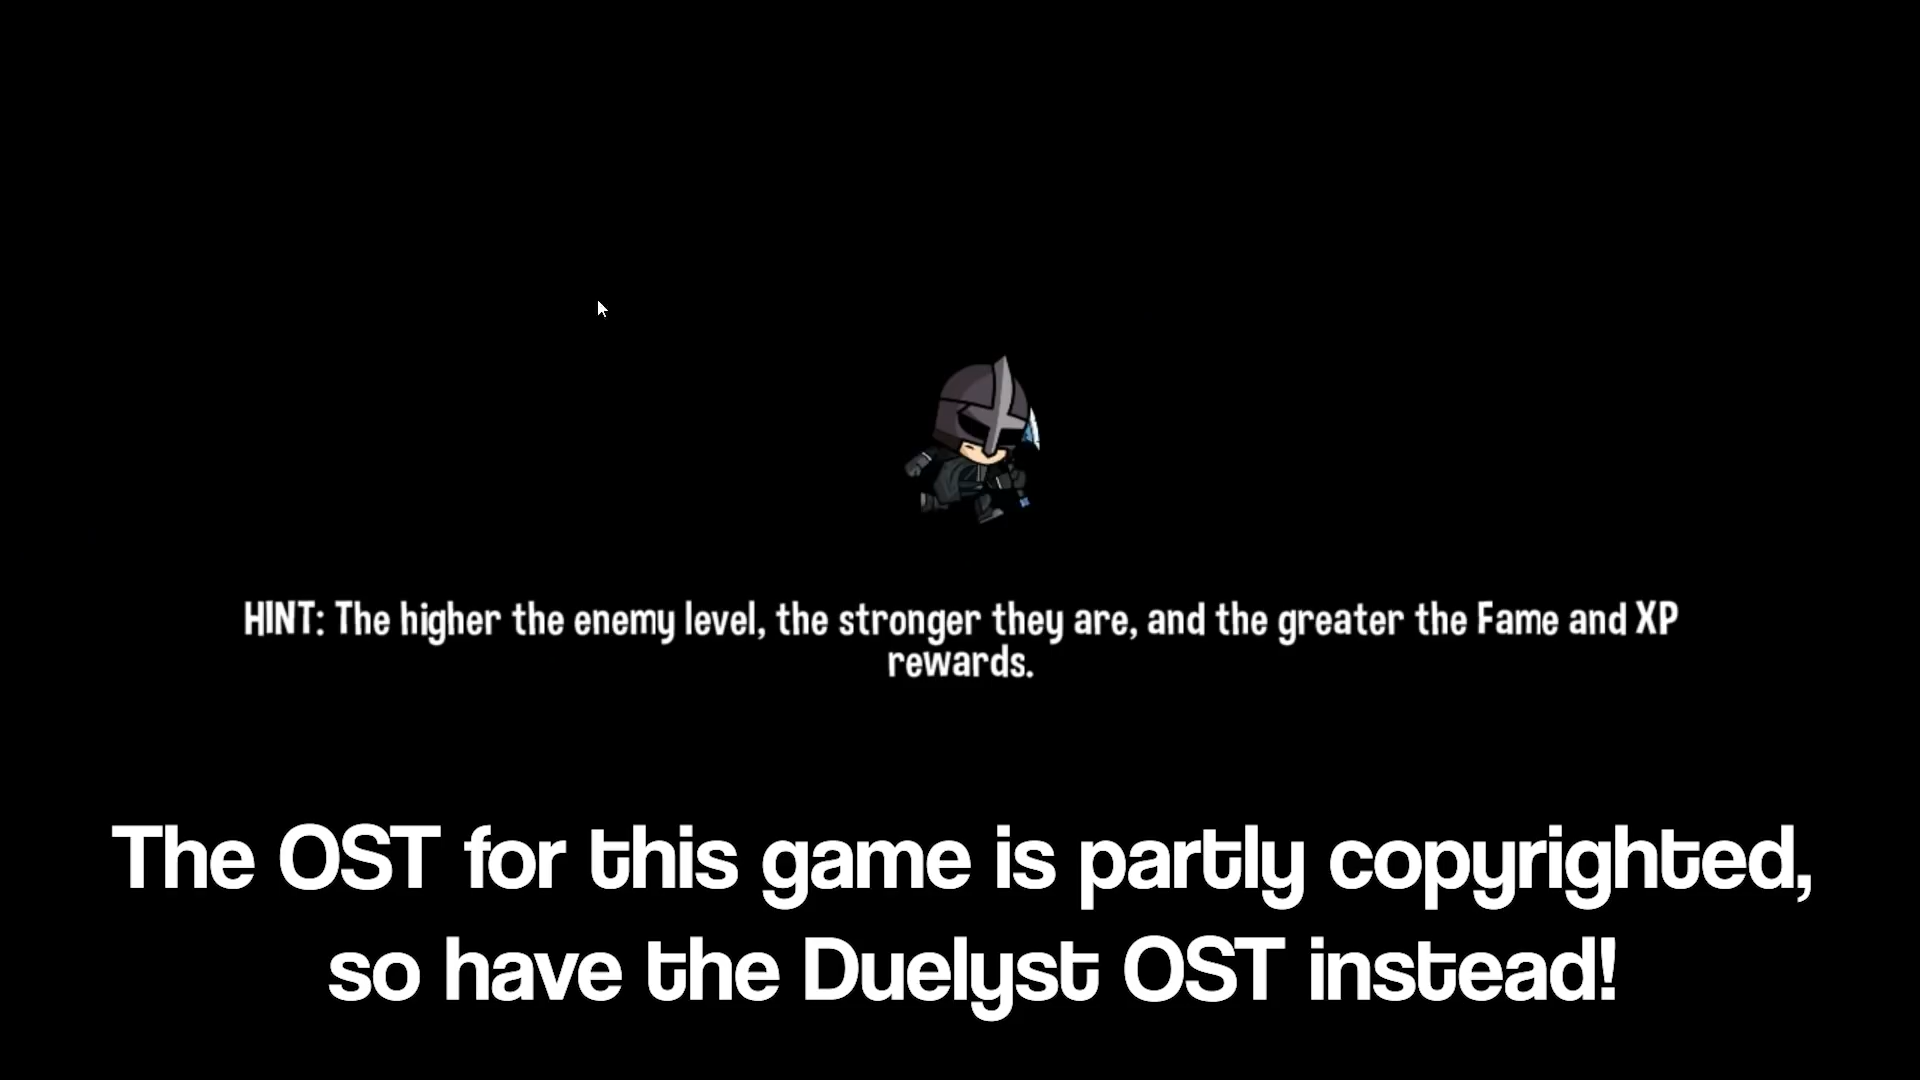 HINT: The higher the enemy level, the stronger they are, and the greater the Fame and XP
rewards.
The OST for this game is partly copyrighted,
so have the Duelyst OST instead!